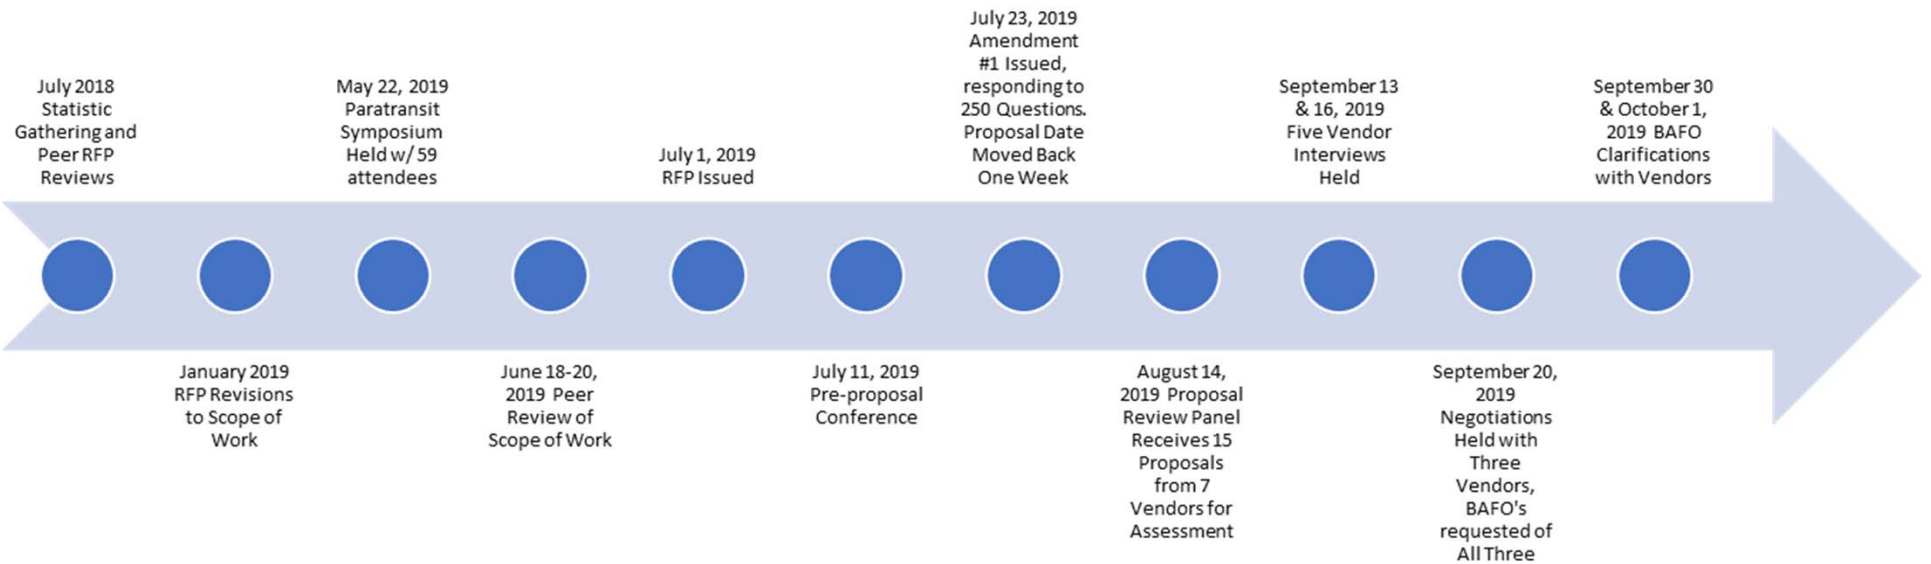 July 2018
Statistic
Gathering and
Peer RFP
Reviews
January 2019
RFP Revisions
to Scope of
Work
May 22, 2019
Paratransit
Symposium
Held w/ 59
attendees
June 18-20,
2019 Peer
Review of
Scope of Work
July 1, 2019
RFP Issued
July 11, 2019
Pre-proposal
Conference
July 23, 2019
Amendment
#1 Issued,
responding to
250 Questions.
Proposal Date
Moved Back
One Week
August 14,
2019 Proposal
Review Panel
Receives 15
Proposals
from 7
Vendors for
Assessment
September 13
& 16, 2019
Five Vendor
Interviews
Held
September 20,
2019
Negotiations
Held with
Three
Vendors,
BAFO's
requested of
All Three
September 30
& October 1,
2019 BAFO
Clarifications
with Vendors